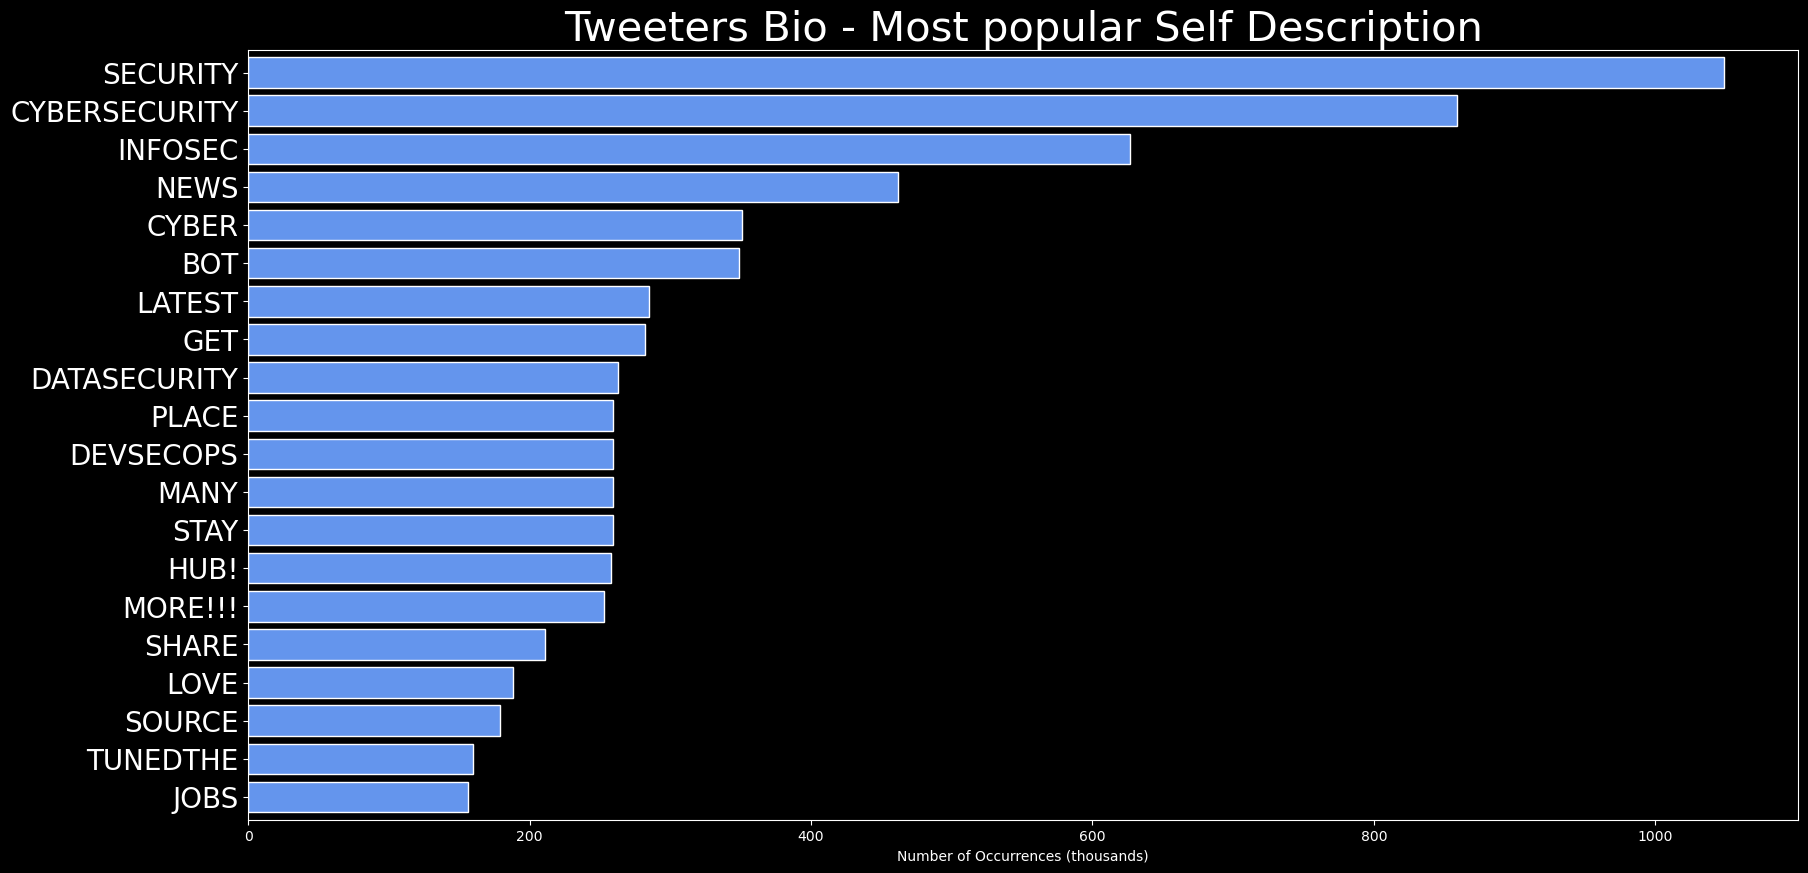 Tweeters Bio - Most popular Self Description
SECURITY
CYBERSECURITY
INFOSEC
NEWS
CYBER
BOT
LATEST
GET
DATASECURITY
PLACE
DEVSECOPS
MANY
STAY
HUB!
MORE!!!
SHARE
LOVE
SOURCE
TUNEDTHE
JOBS
0 200 400 600 800 1000
Number of Occurrences (thousands)